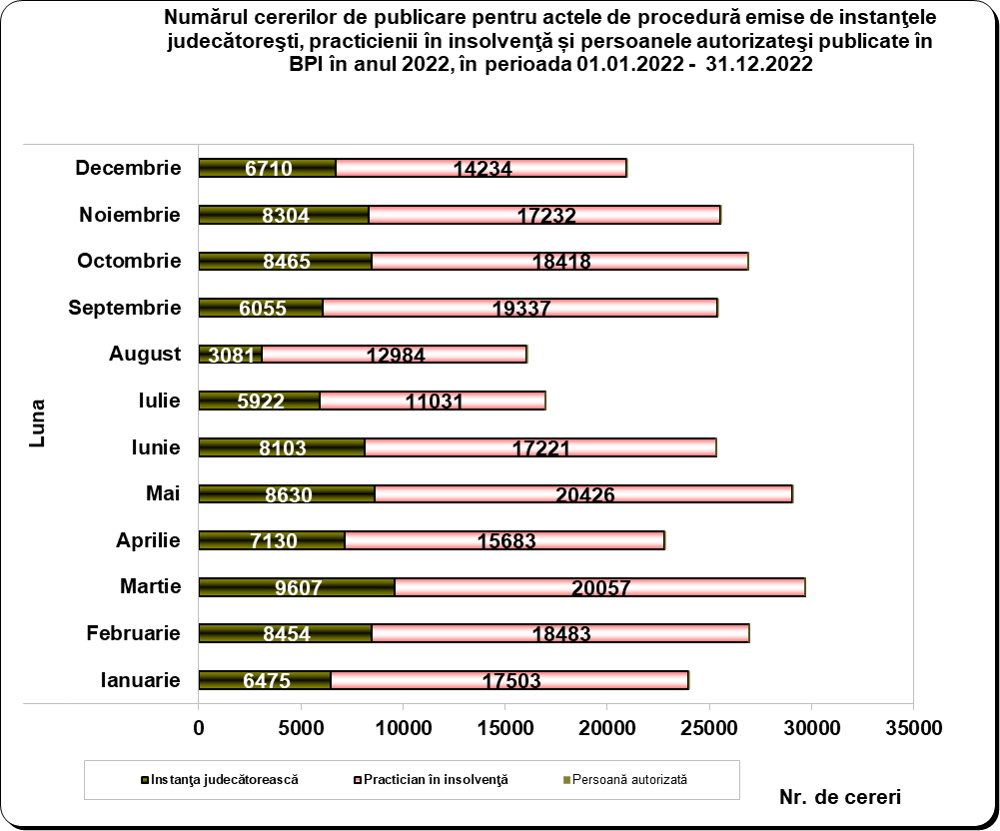 Numărul cererilor de publicare pentru actele de procedură emise de instanţele
judecătoreşti, practicienii în insolvenţă și persoanele autorizateşi publicate în
BPI în anul 2022, în perioada 01.01.2022 - 31.12.2022
Decembrie 6710 14234
Noiembrie 8304 17232
Octombrie 8465 18418
Septembrie 6055 19337
August 3081 12984
Iulie 5922 11031
Luna
Iunie 8103 17221
Mai 8630 20426
Aprilie 7130 15683
Martie 9607 20057
Februarie 8454 18483
Ianuarie 6475 17503
0 5000 10000 15000 20000 25000 30000 35000
Instanţa judecătorească Practician în insolvenţă Persoană autorizată
Nr. de cereri